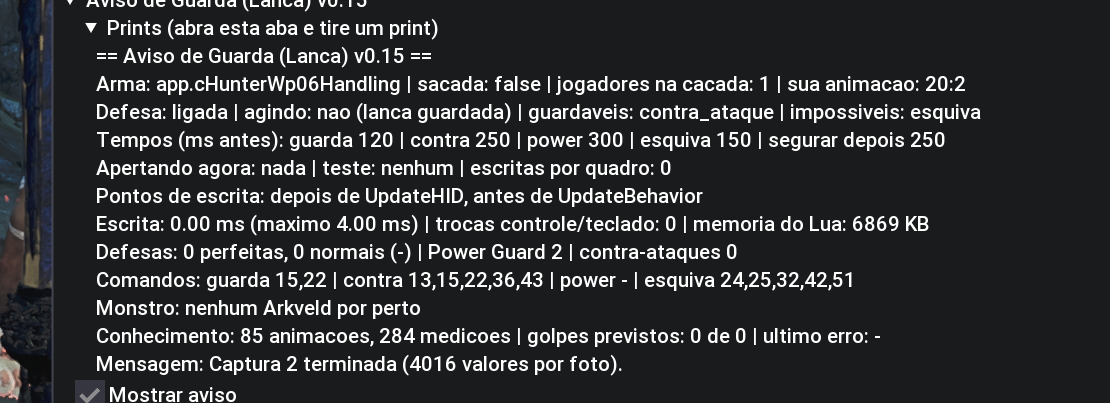 Aviso de Guarda (Lanca) v0.15
Prints (abra esta aba e tire um print)
== Aviso de Guarda (Lanca) v0.15 ==
Arma: app.cHunterWp06Handling | sacada: false | jogadores na cacada: 1 | sua animacao: 20:2
Defesa: ligada | agindo: nao (lanca guardada) | guardaveis: contra_ataque | impossiveis: esquiva
Tempos (ms antes): guarda 120 | contra 250 | power 300 | esquiva 150 | segurar depois 250
Apertando agora: nada | teste: nenhum | escritas por quadro: 0
Pontos de escrita: depois de UpdateHID, antes de UpdateBehavior
Escrita: 0.00 ms (maximo 4.00 ms) | trocas controle/teclado: 0 | memoria do Lua: 6869 KB
Defesas: 0 perfeitas, 0 normais (-) | Power Guard 2 | contra-ataques 0
Comandos: guarda 15,22 | contra 13,15,22,36,43 | power - | esquiva 24,25,32,42,51
Monstro: nenhum Arkveld por perto
Conhecimento: 85 animacoes, 284 medicoes | golpes previstos: 0 de 0 | ultimo erro: -
Mensagem: Captura 2 terminada (4016 valores por foto).
Mostrar aviso